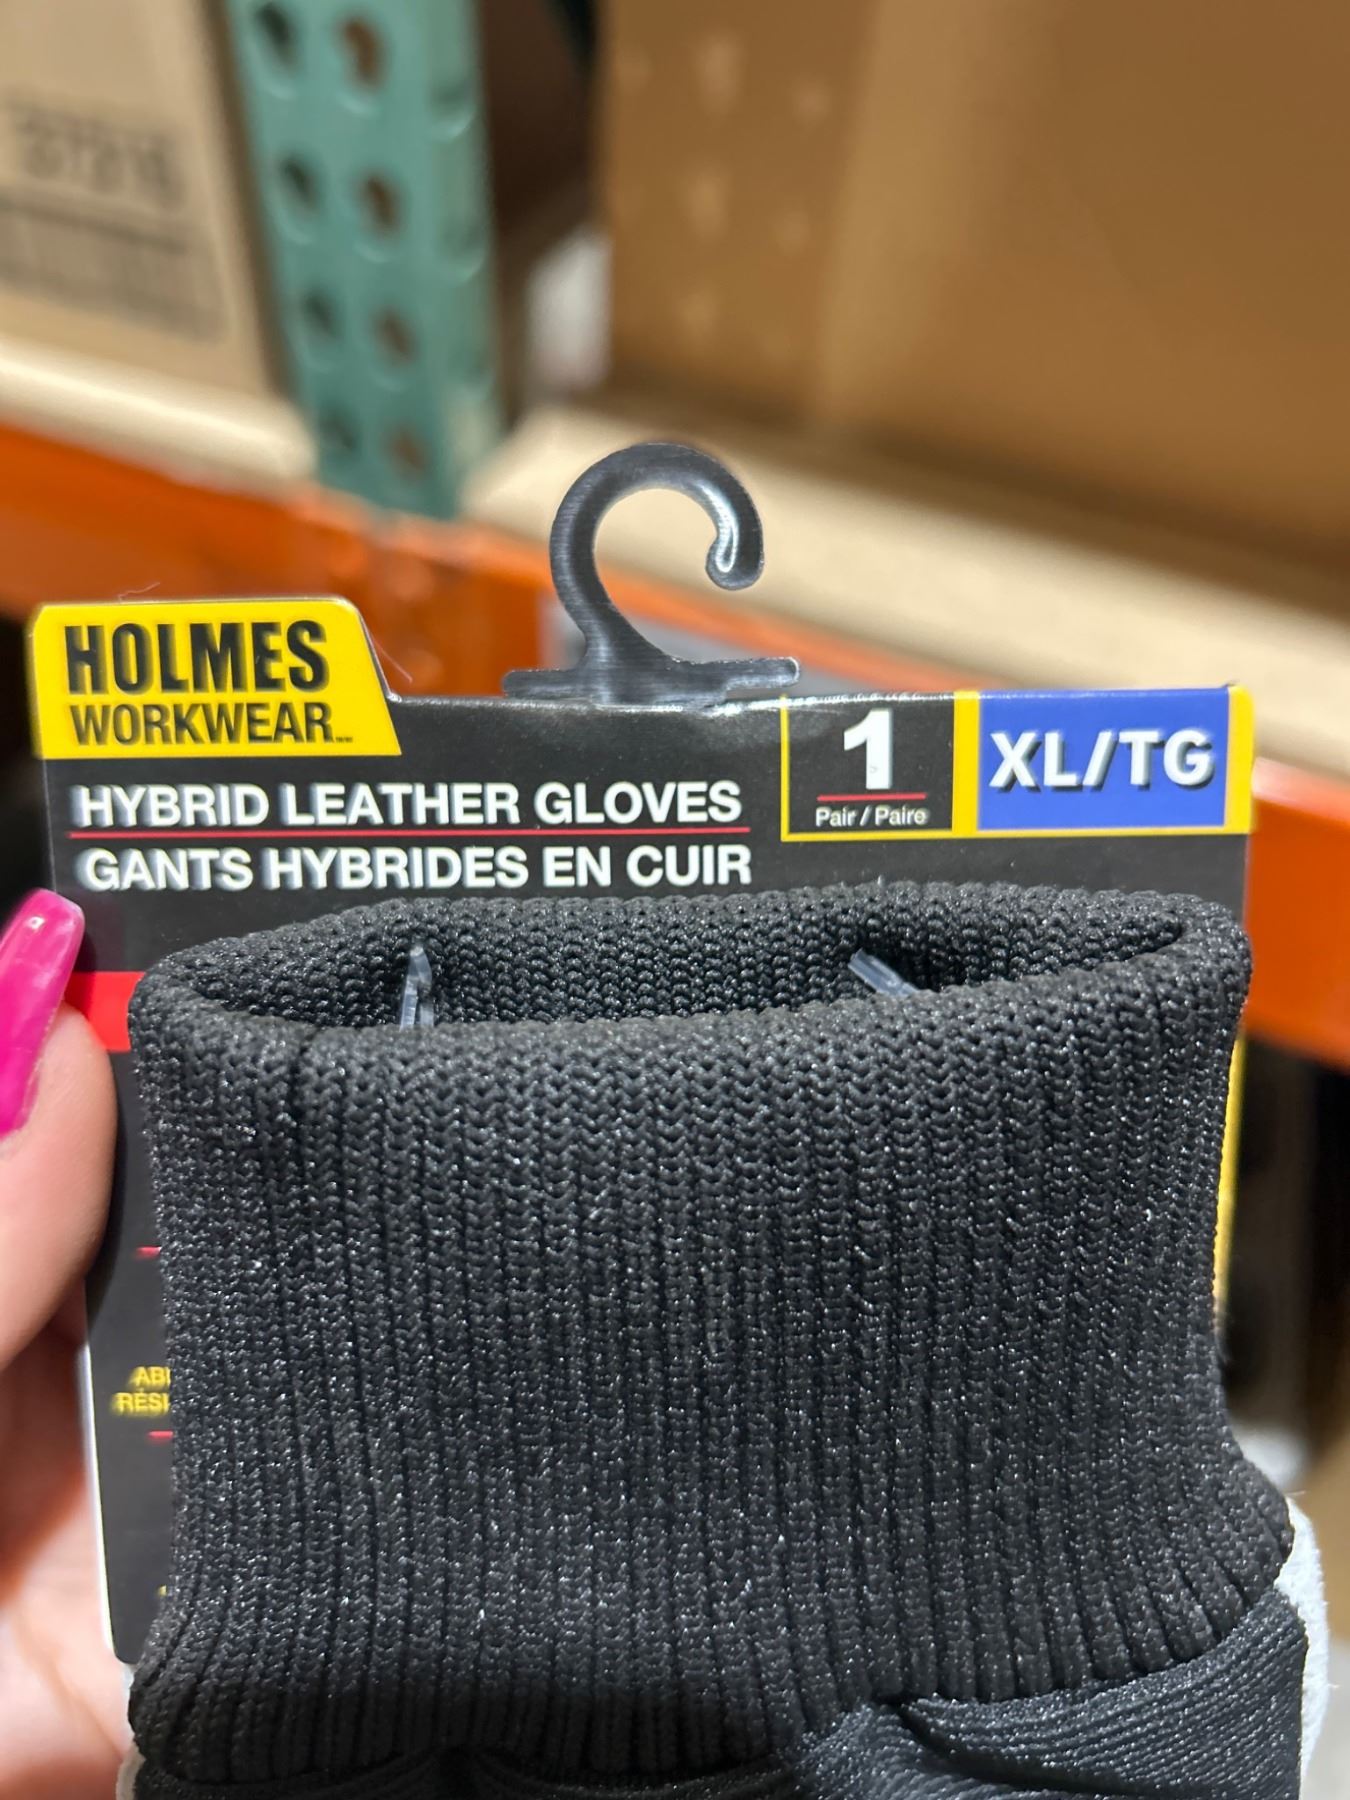 HOLMES
WORKWEAR
HYBRID LEATHER GLOVES
GANTS HYBRIDES EN CUIR
1
Pair / Paire
XL/TG